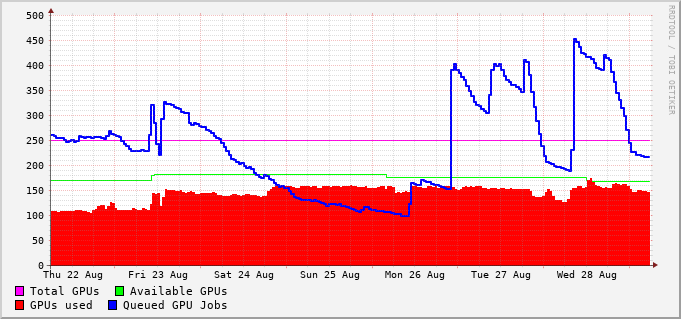 500
450
400
350
300
250
200
150
100
50
0
Thu 22 Aug Fri 23 Aug Sat 24 Aug Sun 25 Aug Mon 26 Aug Tue 27 Aug Wed 28 Aug
Total GPUs Available GPUs
GPUs used Queued GPU Jobs
RRDTOOL / TOBI OETIKER